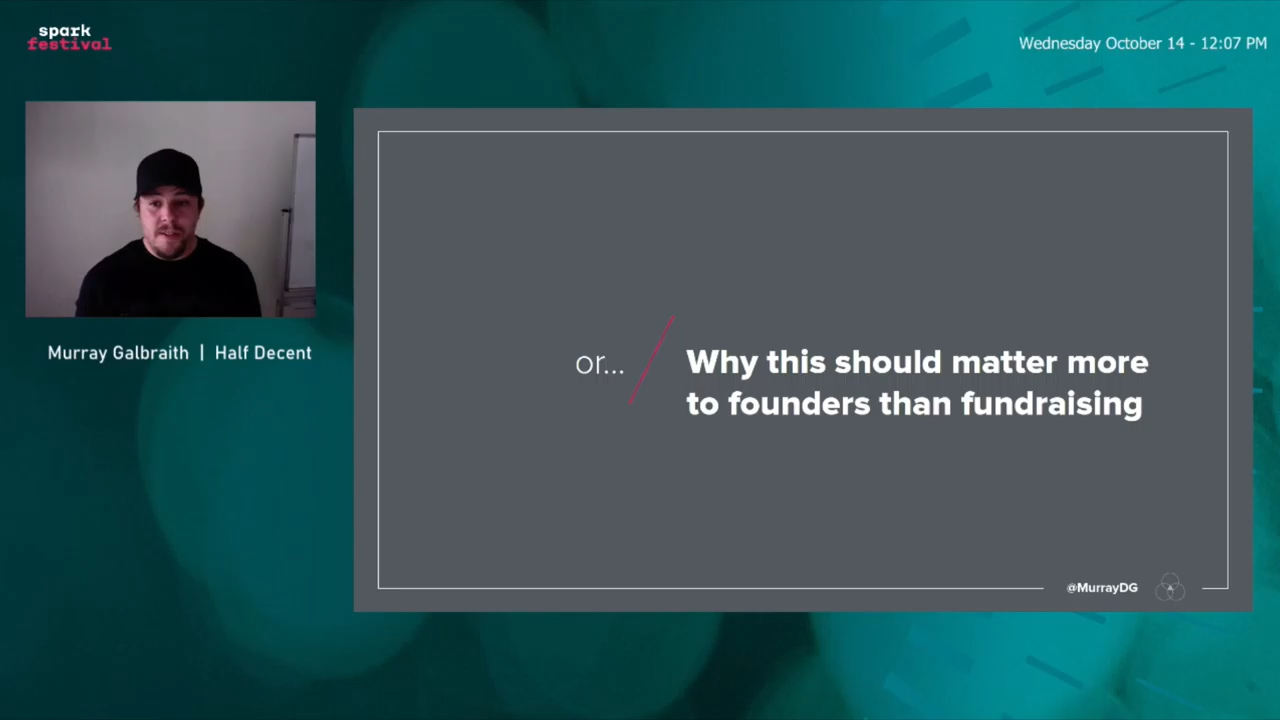 spark
festival
Wednesday October 14 - 12:07 PM
Murray Galbraith | Half Decent
or...
Why this should matter more
to founders than fundraising
@MurrayDG